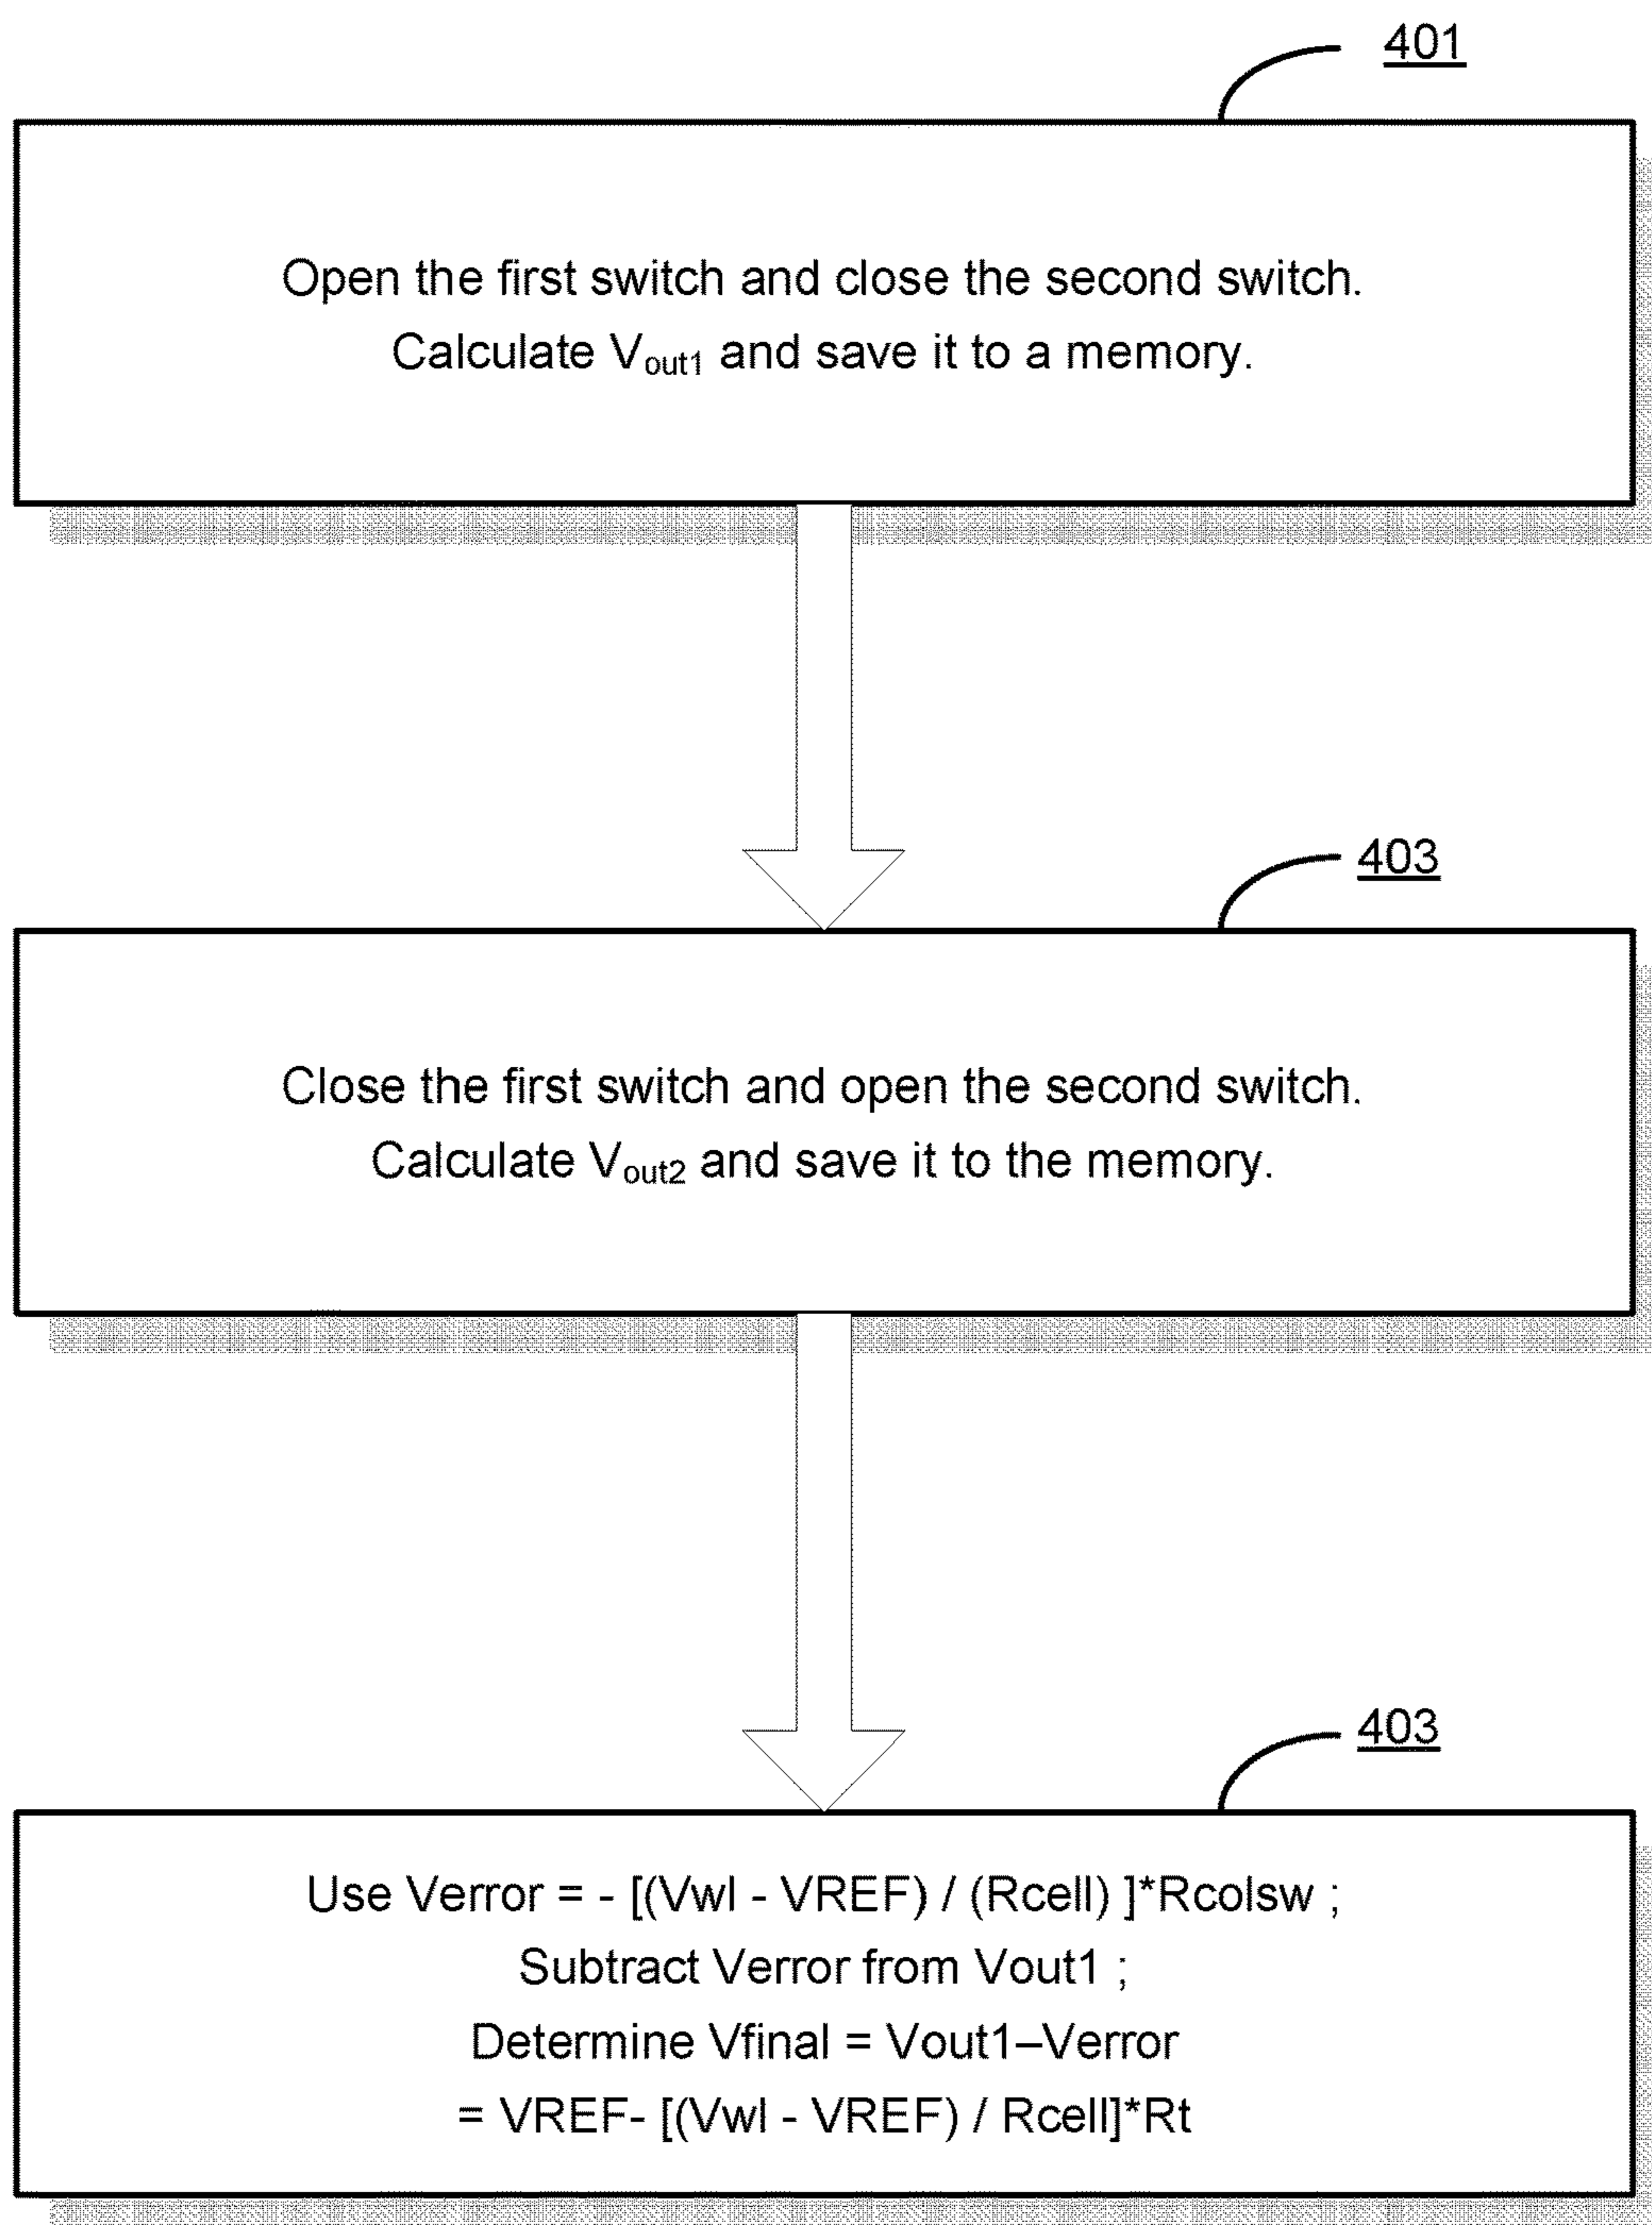 401
Open the first switch and close the second switch.
Calculate Vout1 and save it to a memory.
403
Close the first switch and open the second switch.
Calculate Vout2 and save it to the memory.
403
Use Verror = - [(Vwl - VREF) / (Rcell) ]*Rcolsw ;
Subtract Verror from Vout1 ;
Determine Vfinal = Vout1–Verror
= VREF- [(Vwl - VREF) / Rcell]*Rt